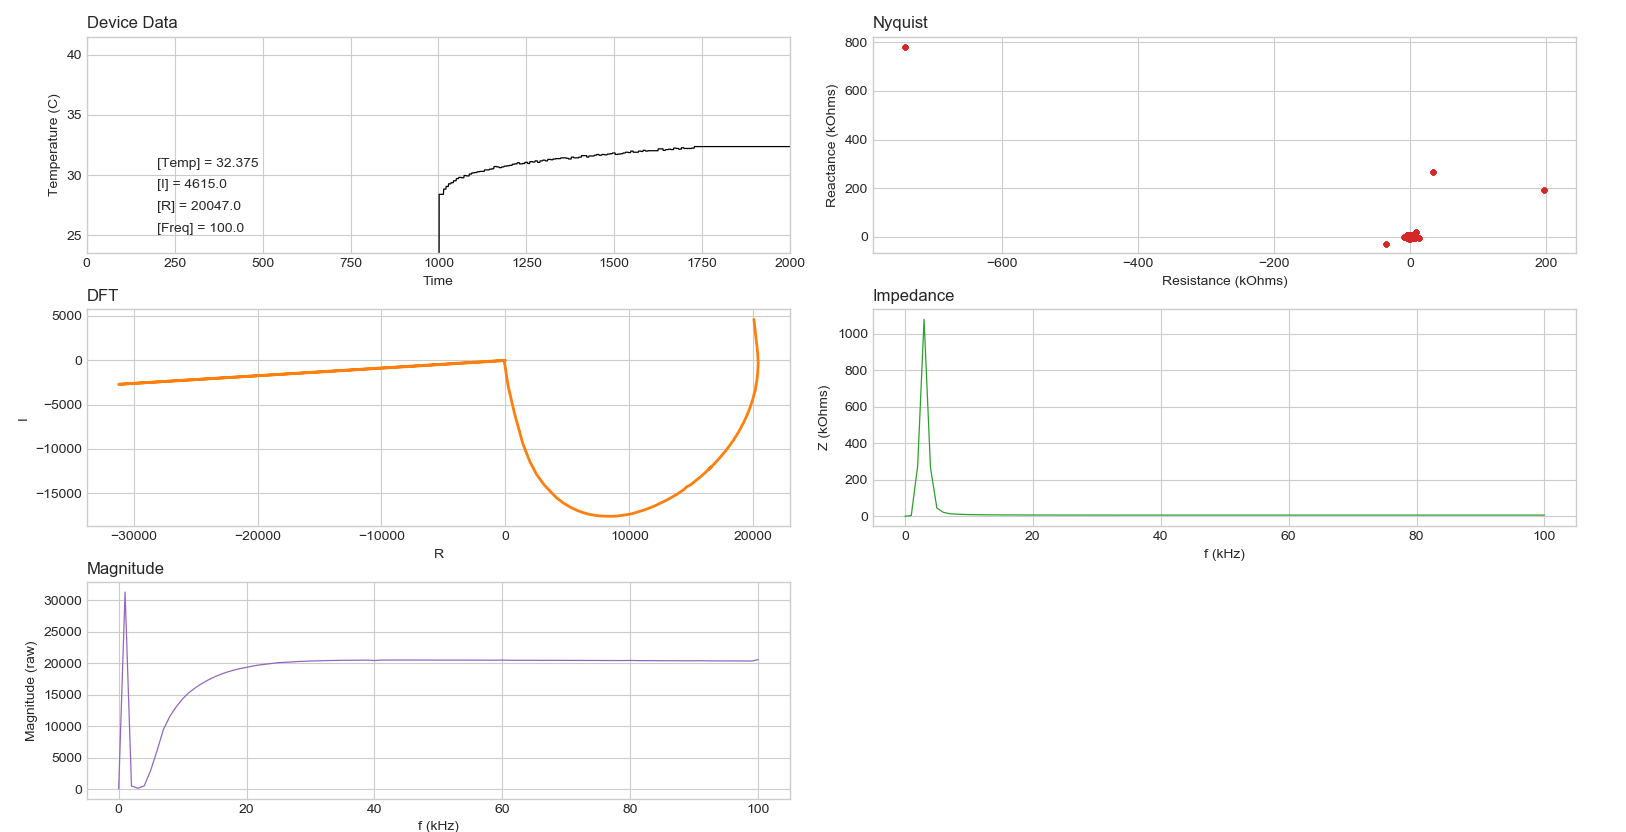 Device Data
Temperature (C)
40
35
30
25
[Temp] = 32.375
[I] = 4615.0
[R] = 20047.0
[Freq] = 100.0
0 250 500 750 1000 1250 1500 1750 2000
Time
Nyquist
Reactance (kOhms)
800
600
400
200
0
−600 −400 −200 0 200
Resistance (kOhms)
DFT
I
5000
0
−5000
−10000
−15000
−30000 −20000 −10000 0 10000 20000
R
Impedance
Z (kOhms)
1000
800
600
400
200
0
0 20 40 60 80 100
f (kHz)
Magnitude
Magnitude (raw)
30000
25000
20000
15000
10000
5000
0
0 20 40 60 80 100
f (kHz)